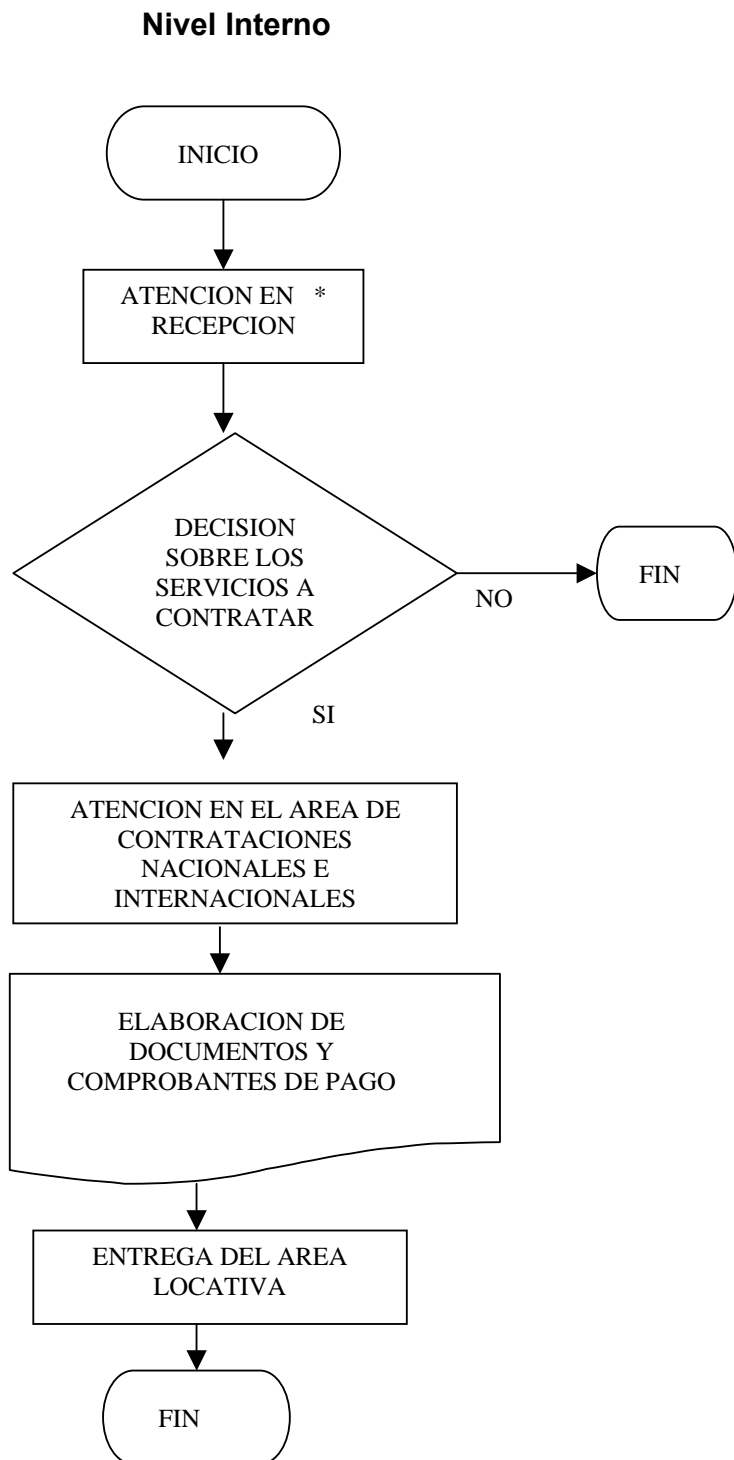 Nivel Interno
INICIO
ATENCION EN *
RECEPCION
DECISION
SOBRE LOS
SERVICIOS A
CONTRATAR
NO
FIN
SI
ATENCION EN EL AREA DE
CONTRATACIONES
NACIONALES E
INTERNACIONALES
ELABORACION DE
DOCUMENTOS Y
COMPROBANTES DE PAGO
ENTREGA DEL AREA
LOCATIVA
FIN